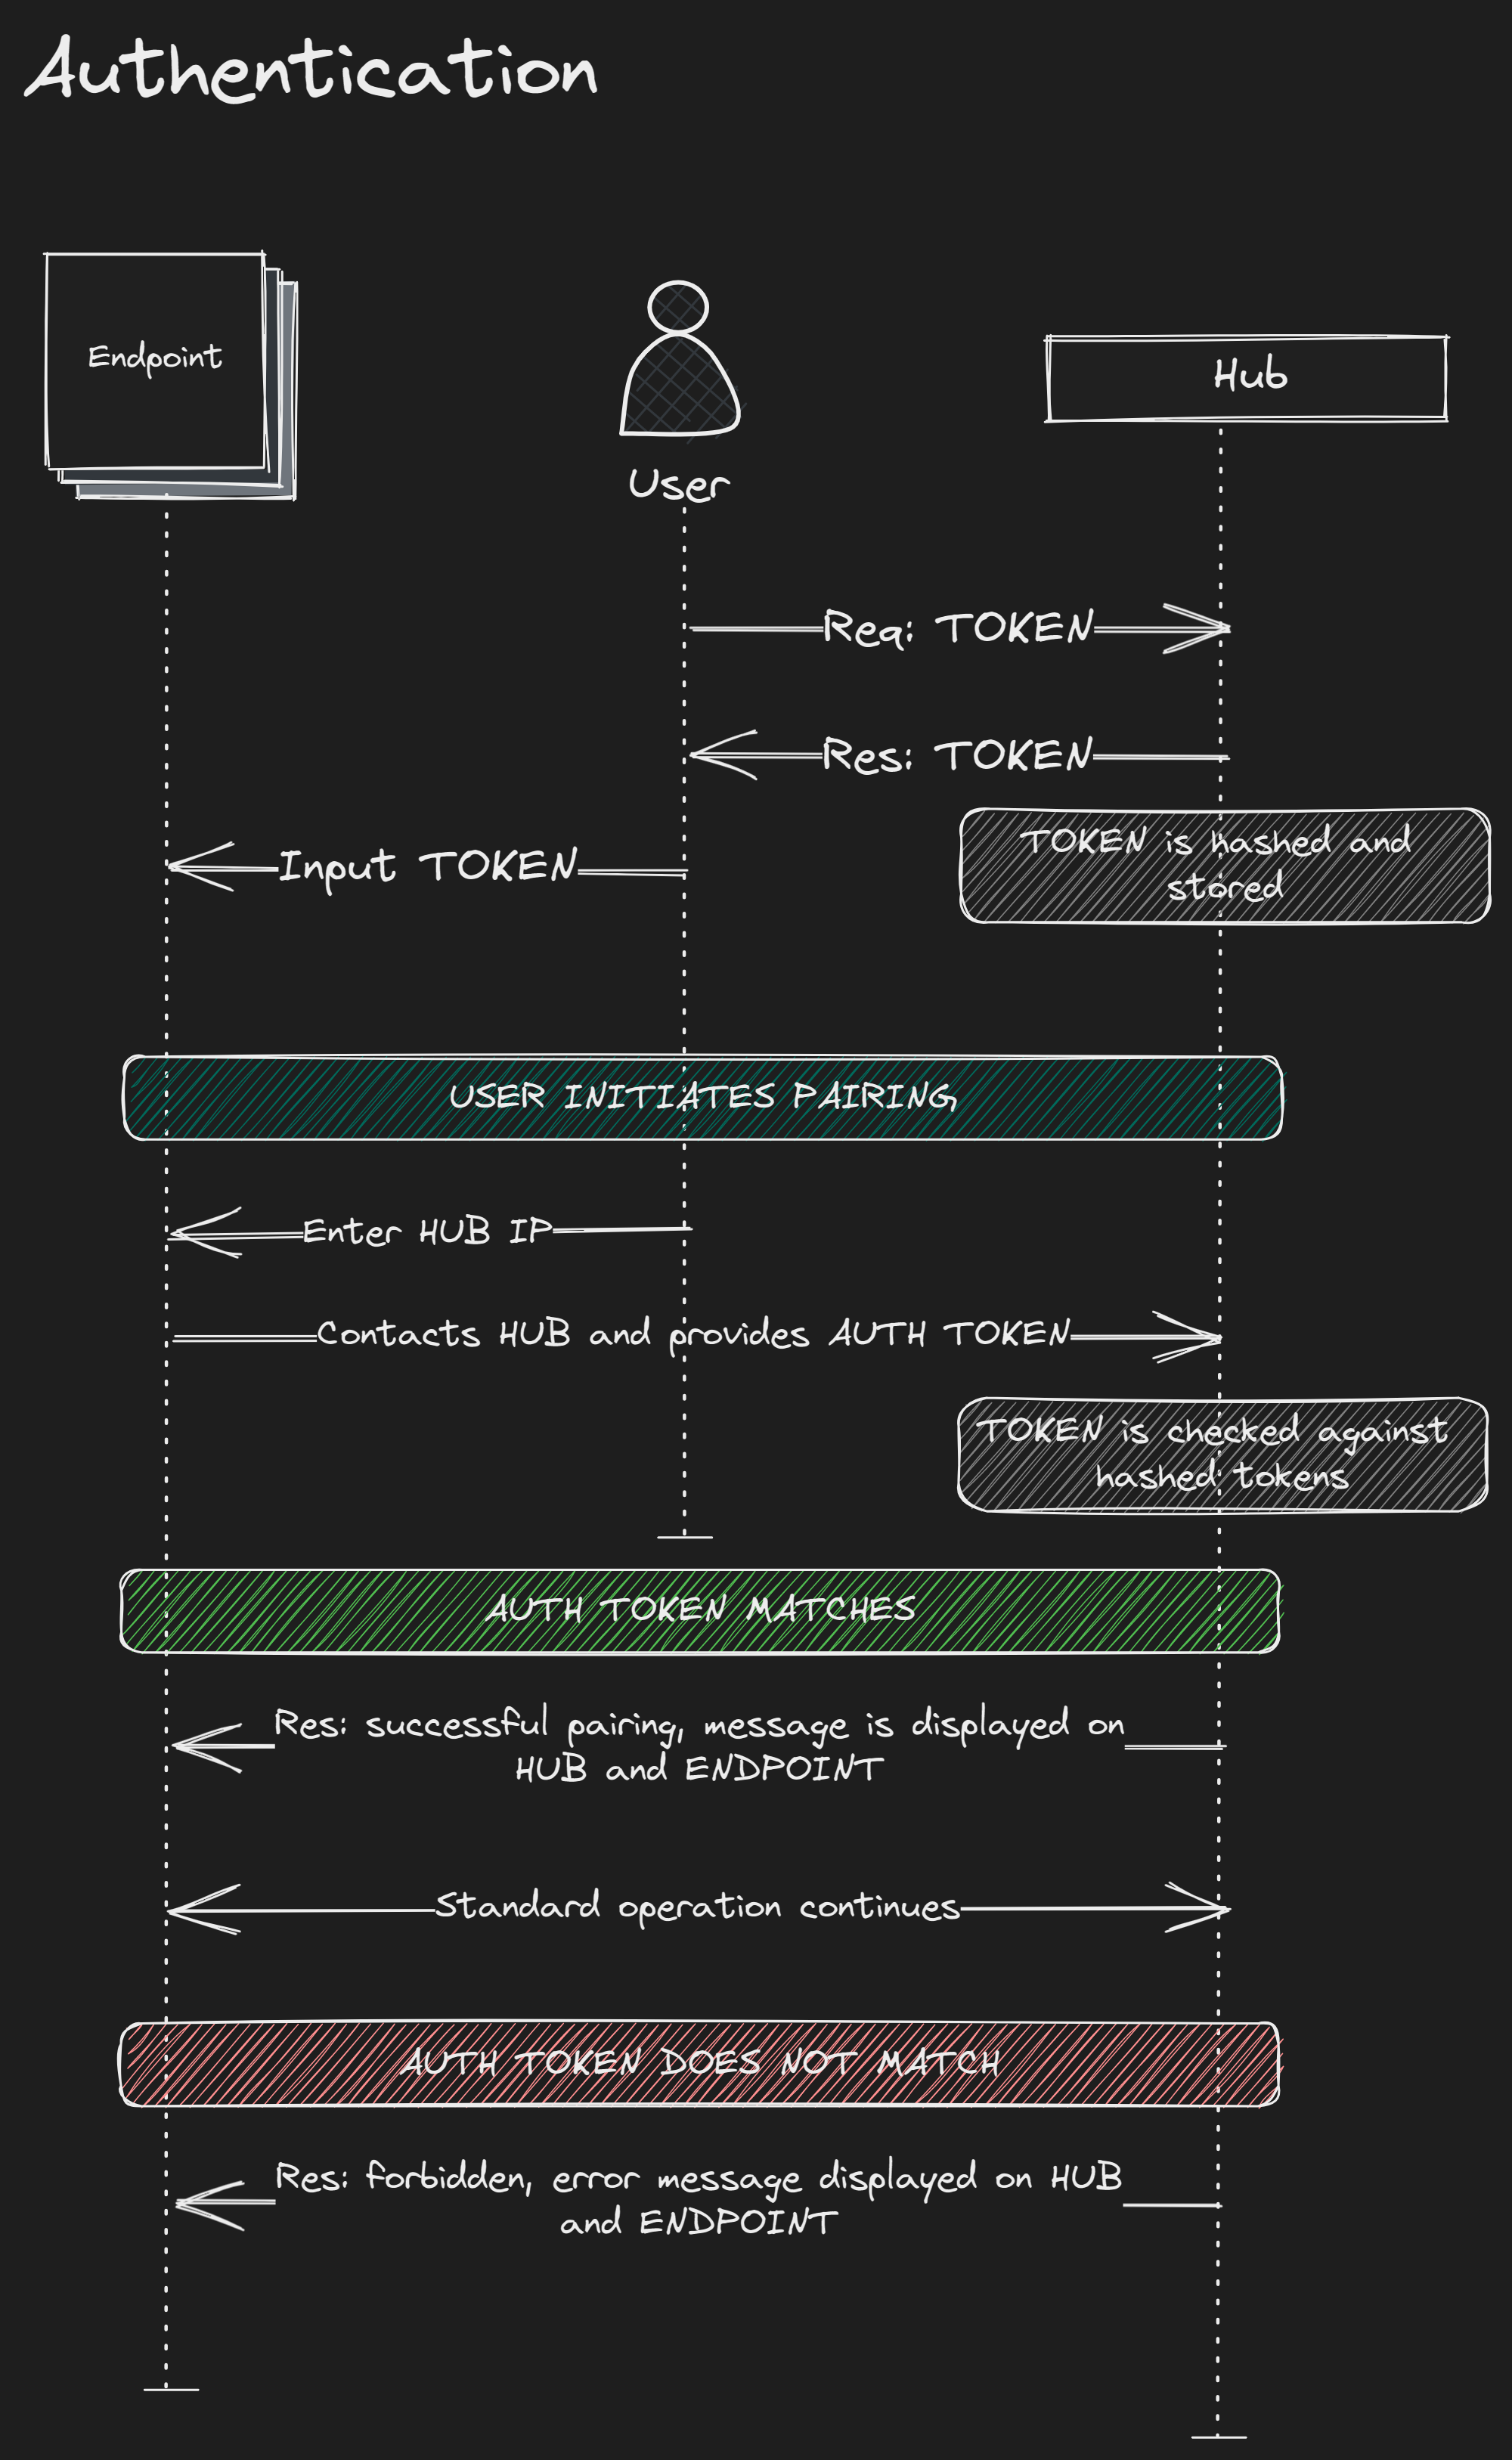 Authentication
Endpoint
User
Hub
Req: TOKEN
Res: TOKEN
TOKEN is hashed and
stored
Input TOKEN
USER INITIATES PAIRING
Enter HUB IP
Contacts HUB and provides AUTH TOKEN
TOKEN is checked against
hashed tokens
AUTH TOKEN MATCHES
Res: successful pairing, message is displayed on
HUB and ENDPOINT
Standard operation continues
AUTH TOKEN DOES NOT MATCH
Res: forbidden, error message displayed on HUB
and ENDPOINT